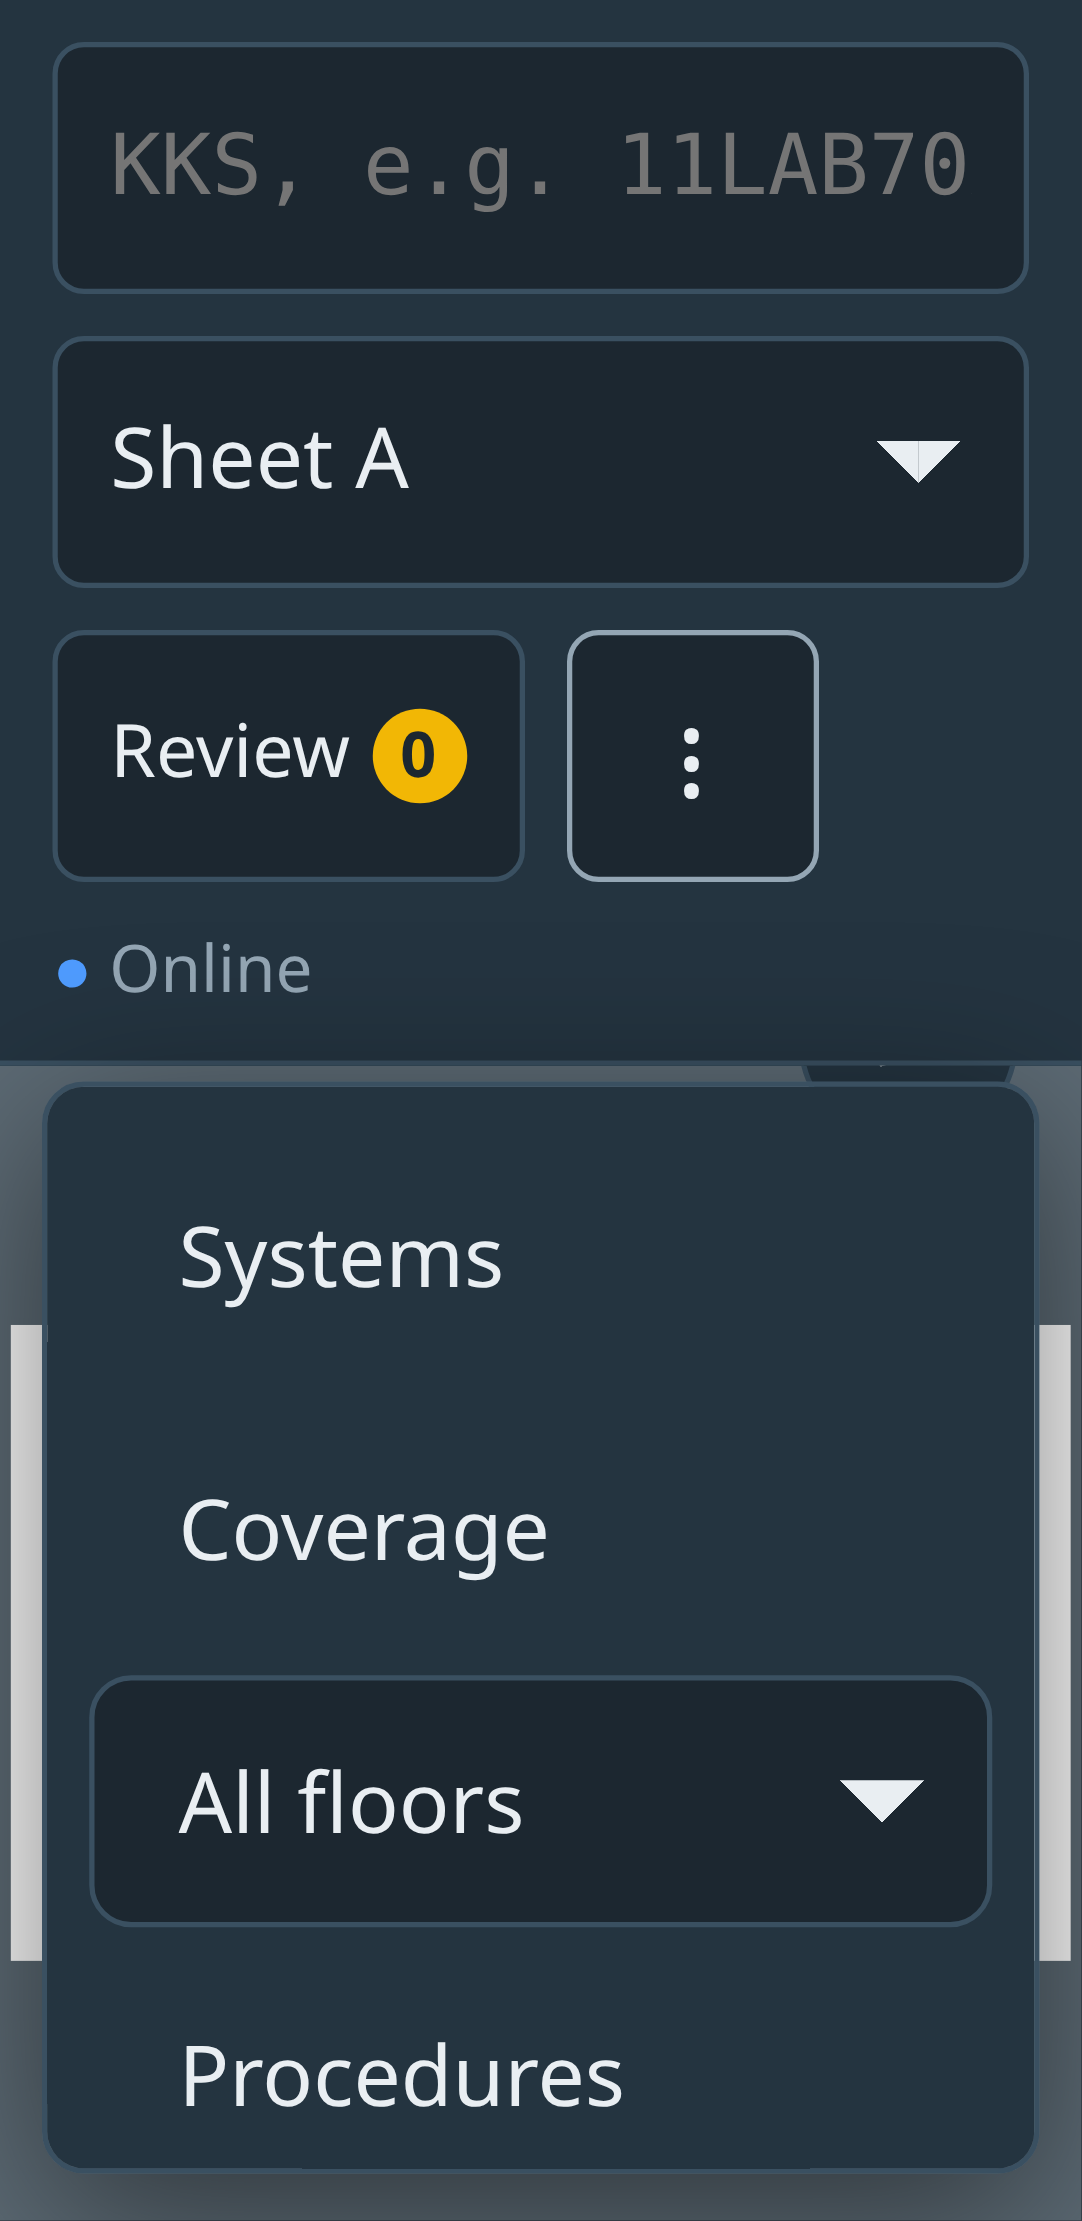 KKS, e.g. 11LAB70
Sheet A
Review 0
Online
Systems
Coverage
All floors
Procedures